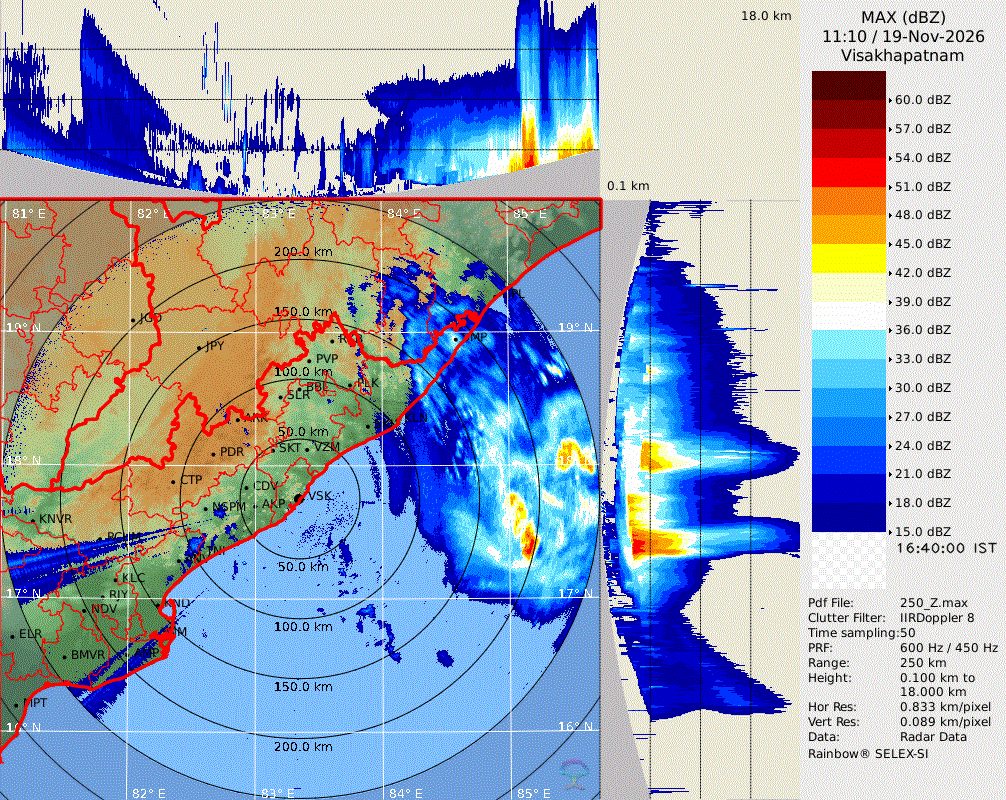 18.0 km
MAX (dBZ)
11:10 / 19-Nov-2026
Visakhapatnam
60.0 dBZ
57.0 dBZ
54.0 dBZ
51.0 dBZ
48.0 dBZ
45.0 dBZ
42.0 dBZ
39.0 dBZ
36.0 dBZ
33.0 dBZ
30.0 dBZ
27.0 dBZ
24.0 dBZ
21.0 dBZ
18.0 dBZ
15.0 dBZ
16:40:00 IST
0.1 km
81° E
82° E
83° E
84° E
85° E
200.0 km
150.0 km
19° N
19° N
JGD
JPY
PVP
100.0 km
BBL
PLK
SLR
50.0 km
PDR
SKT
VZM
18° N
18° N
CTP
CDV
VSK
NSPM
AKP
KNVR
50.0 km
KLC
RJY
17° N
17° N
KND
NDV
100.0 km
ELR
BMVR
150.0 km
MPT
16° N
16° N
200.0 km
82° E
83° E
84° E
85° E
Pdf File: 250_Z.max
Clutter Filter: IIRDoppler 8
Time sampling:50
PRF: 600 Hz / 450 Hz
Range: 250 km
Height: 0.100 km to
18.000 km
Hor Res: 0.833 km/pixel
Vert Res: 0.089 km/pixel
Data: Radar Data
Rainbow® SELEX-SI